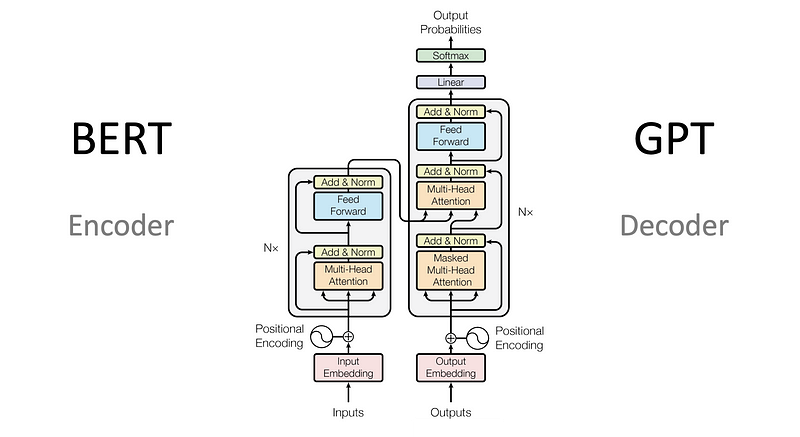 BERT
Encoder
Output
Probabilities
Softmax
Linear
Add & Norm
Feed
Forward
Add & Norm
Multi-Head
Attention
Add & Norm
Masked
Multi-Head
Attention
Nx
Add & Norm
Feed
Forward
Nx
Add & Norm
Multi-Head
Attention
Positional
Encoding
Positional
Encoding
Input
Embedding
Output
Embedding
Inputs
Outputs
GPT
Decoder